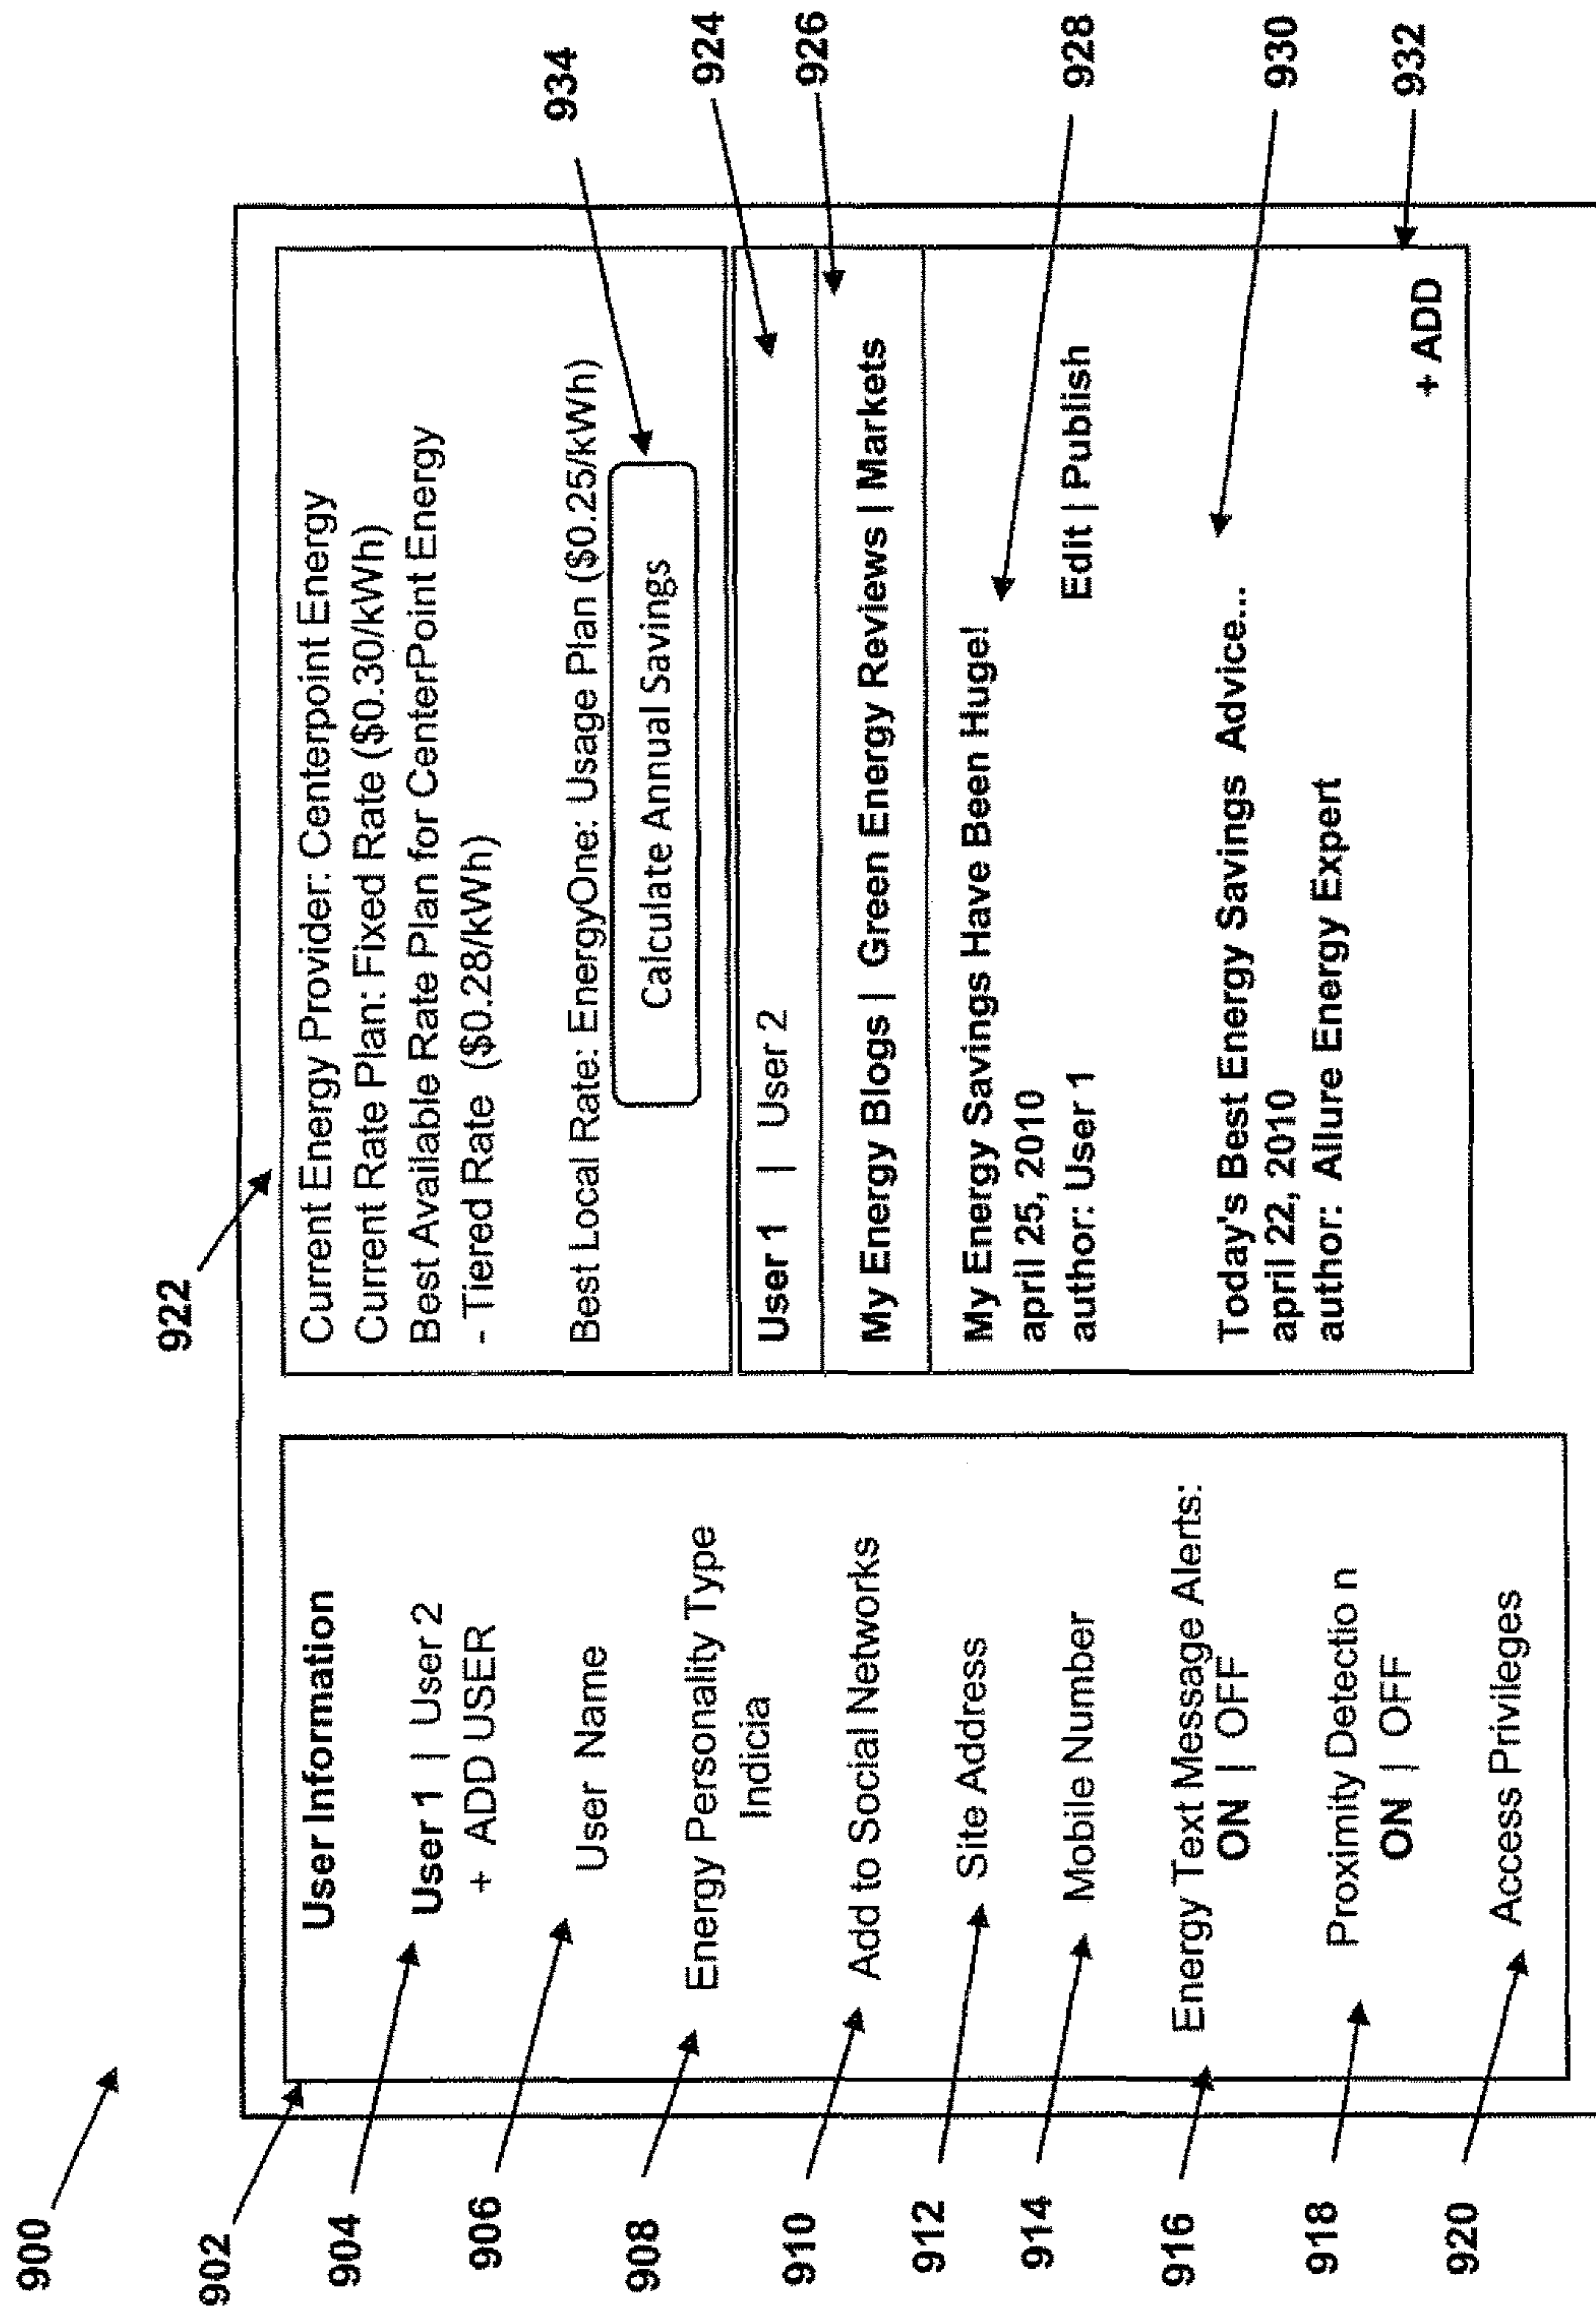 900
902
904
906
908
910
912
914
916
918
920
User Information
User 1 | User 2
+ ADD USER
User Name
Energy Personality Type
Indicia
Add to Social Networks
Site Address
Mobile Number
Energy Text Message Alerts:
ON | OFF
Proximity Detectio n
ON | OFF
Access Privileges
922
Current Energy Provider: Centerpoint Energy
Current Rate Plan: Fixed Rate ($0.30/kWh)
Best Available Rate Plan for CenterPoint Energy
- Tiered Rate ($0.28/kWh)
Best Local Rate: EnergyOne: Usage Plan ($0.25/kWh)
Calculate Annual Savings
User 1 | User 2
My Energy Blogs | Green Energy Reviews | Markets
My Energy Savings Have Been Huge!
april 25, 2010
author: User 1
Edit | Publish
Today's Best Energy Savings Advice...
april 22, 2010
author: Allure Energy Expert
+ ADD
934
924
926
928
930
932